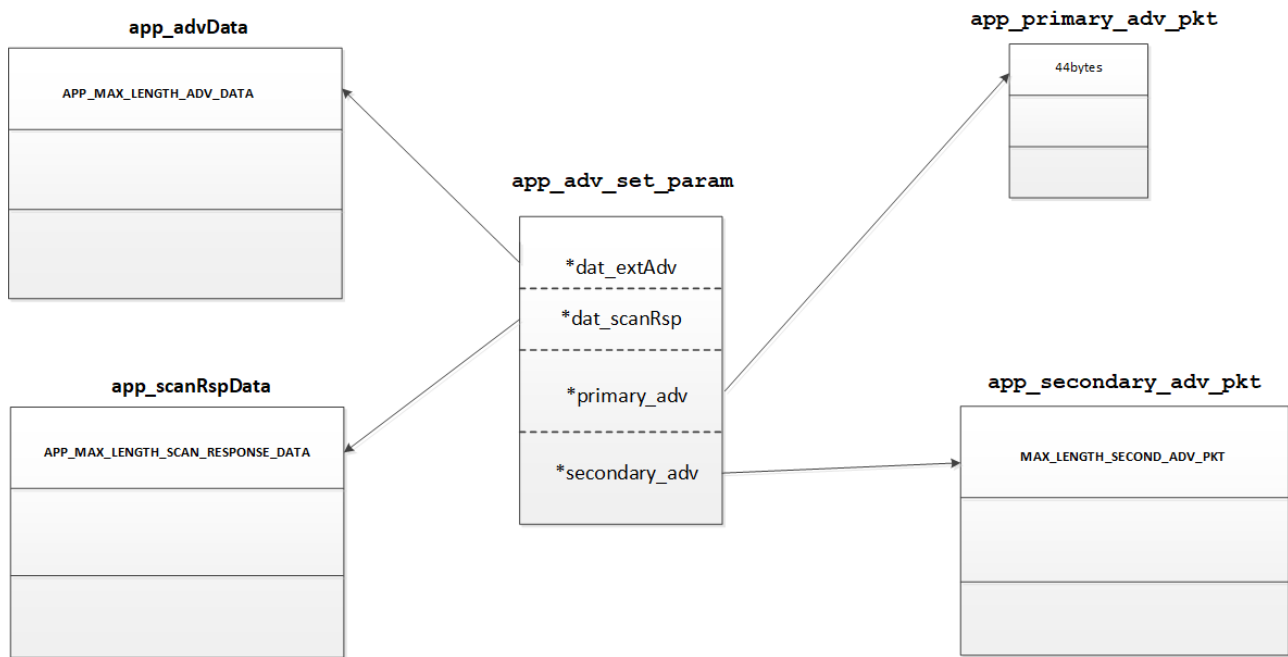 app_advData
APP_MAX_LENGTH_ADV_DATA
app_primary_adv_pkt
44bytes
app_adv_set_param
*dat_extAdv
*dat_scanRsp
*primary_adv
*secondary_adv
app_scanRspData
APP_MAX_LENGTH_SCAN_RESPONSE_DATA
app_secondary_adv_pkt
MAX_LENGTH_SECOND_ADV_PKT